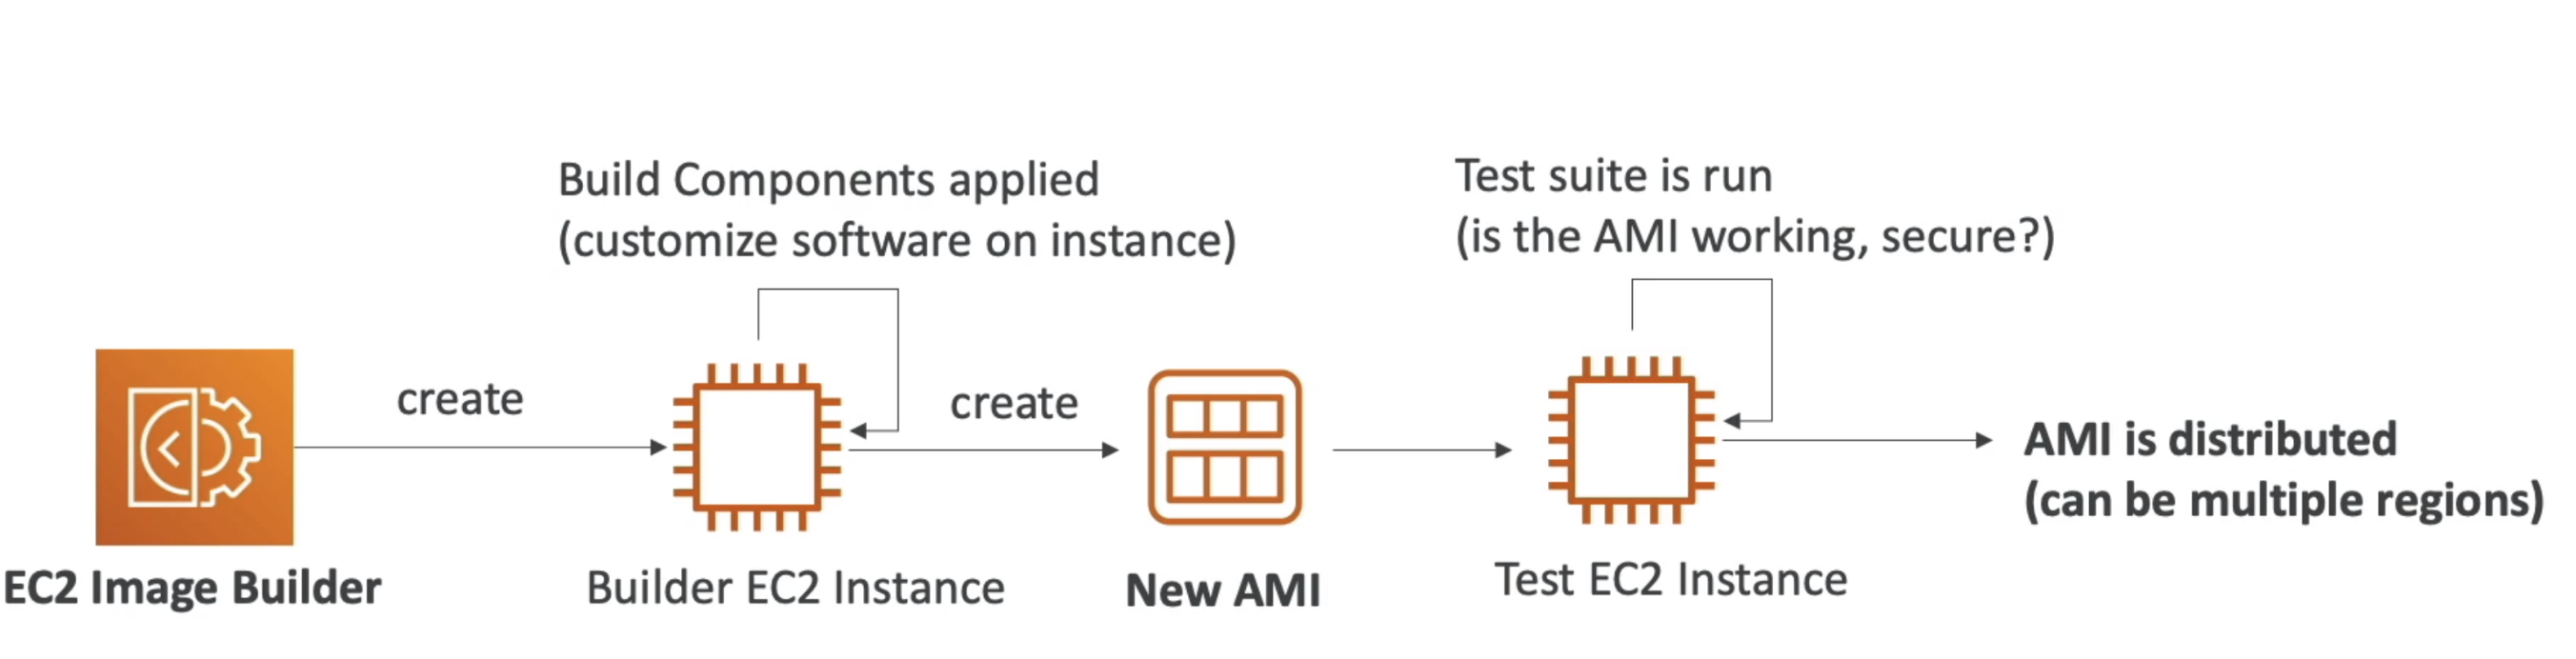 Build Components applied
(customize software on instance)
Test suite is run
(is the AMI working, secure?)
create
create
AMI is distributed
(can be multiple regions)
EC2 Image Builder
Builder EC2 Instance
New AMI
Test EC2 Instance